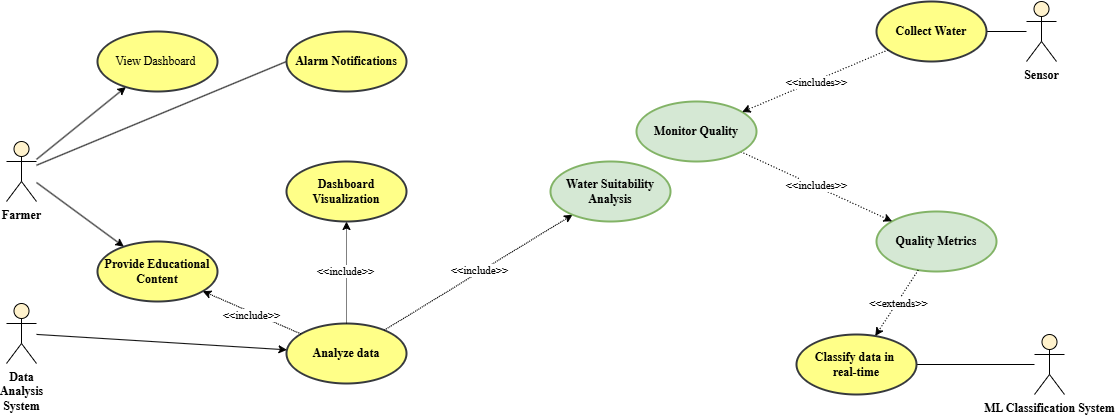 Collect Water
View Dashboard
Alarm Notifications
Sensor
<<includes>>
Monitor Quality
Farmer
Dashboard
Visualization
Water Suitability
Analysis
<<includes>>
Quality Metrics
Provide Educational
Content
<<include>>
<<include>>
<<include>>
<<extends>>
Analyze data
Classify data in
real-time
Data
Analysis
System
ML Classification System